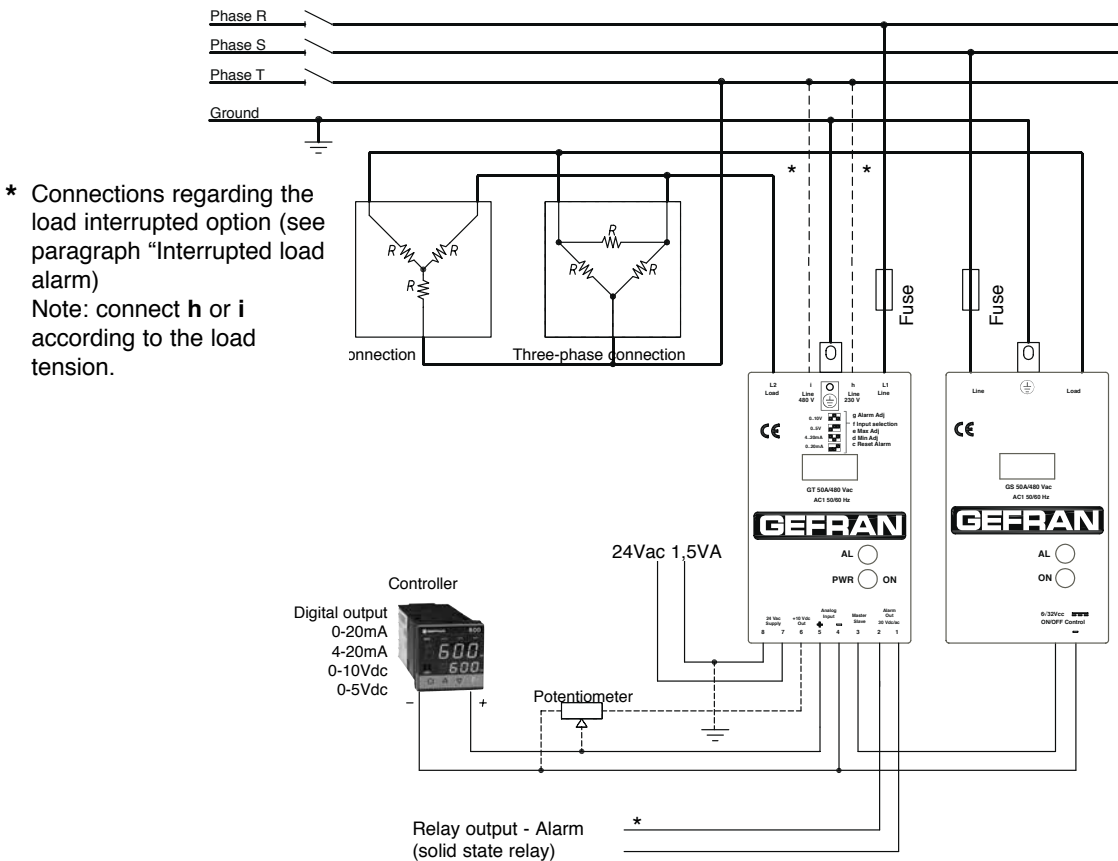 Phase R
Phase S
Phase T
Ground
* Connections regarding the
load interrupted option (see
paragraph “Interrupted load
alarm)
Note: connect h or i
according to the load
tension.
* *
R R
R
R
R R
onnection
Three-phase connection
Fuse
Fuse
L2
Load
i
Line
480 V
h
Line
230 V
L1
Line
0..10V
0..5V
4..20mA
0..20mA
g Alarm Adj
f Input selection
e Max Adj
d Min Adj
c Reset Alarm
CE
GT 50A/480 Vac
AC1 50/60 Hz
GEFRAN
AL
PWR ON
24 Vac
Supply
+10 Vdc
Out
Analog
Input
+ -
Master
Slave
Alarm
Out
30 Vdc/ac
8 7 6 5 4 3 2 1
Line
Load
CE
GS 50A/480 Vac
AC1 50/60 Hz
GEFRAN
AL
ON
6/32Vcc
ON/OFF Control
-
24Vac 1,5VA
Controller
Digital output
0-20mA
4-20mA
0-10Vdc
0-5Vdc
600
600
600
- +
Potentiometer
Relay output - Alarm
(solid state relay)
*